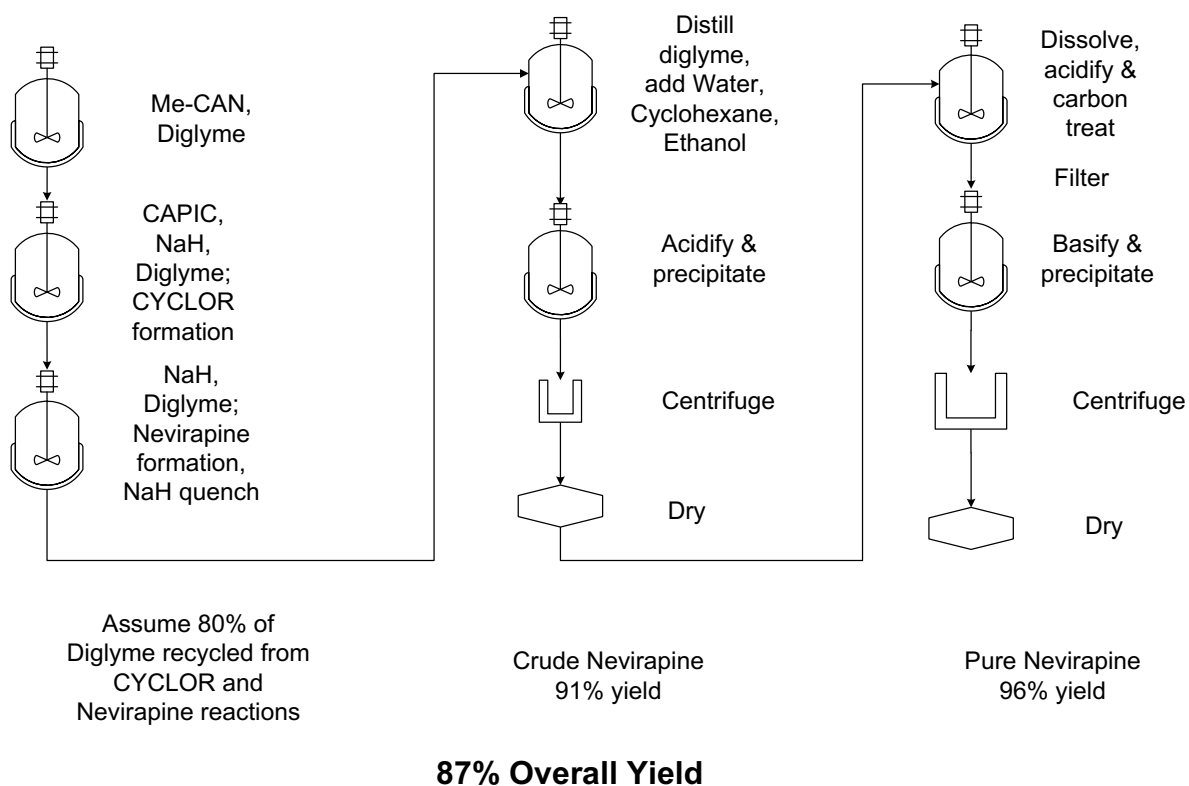 Me-CAN,
Diglyme
CAPIC,
NaH,
Diglyme;
CYCLOR
formation
NaH,
Diglyme;
Nevirapine
formation,
NaH quench
Assume 80% of
Diglyme recycled from
CYCLOR and
Nevirapine reactions
Distill
diglyme,
add Water,
Cyclohexane,
Ethanol
Acidify &
precipitate
Centrifuge
Dry
Crude Nevirapine
91% yield
Dissolve,
acidify &
carbon
treat
Filter
Basify &
precipitate
Centrifuge
Dry
Pure Nevirapine
96% yield
87% Overall Yield